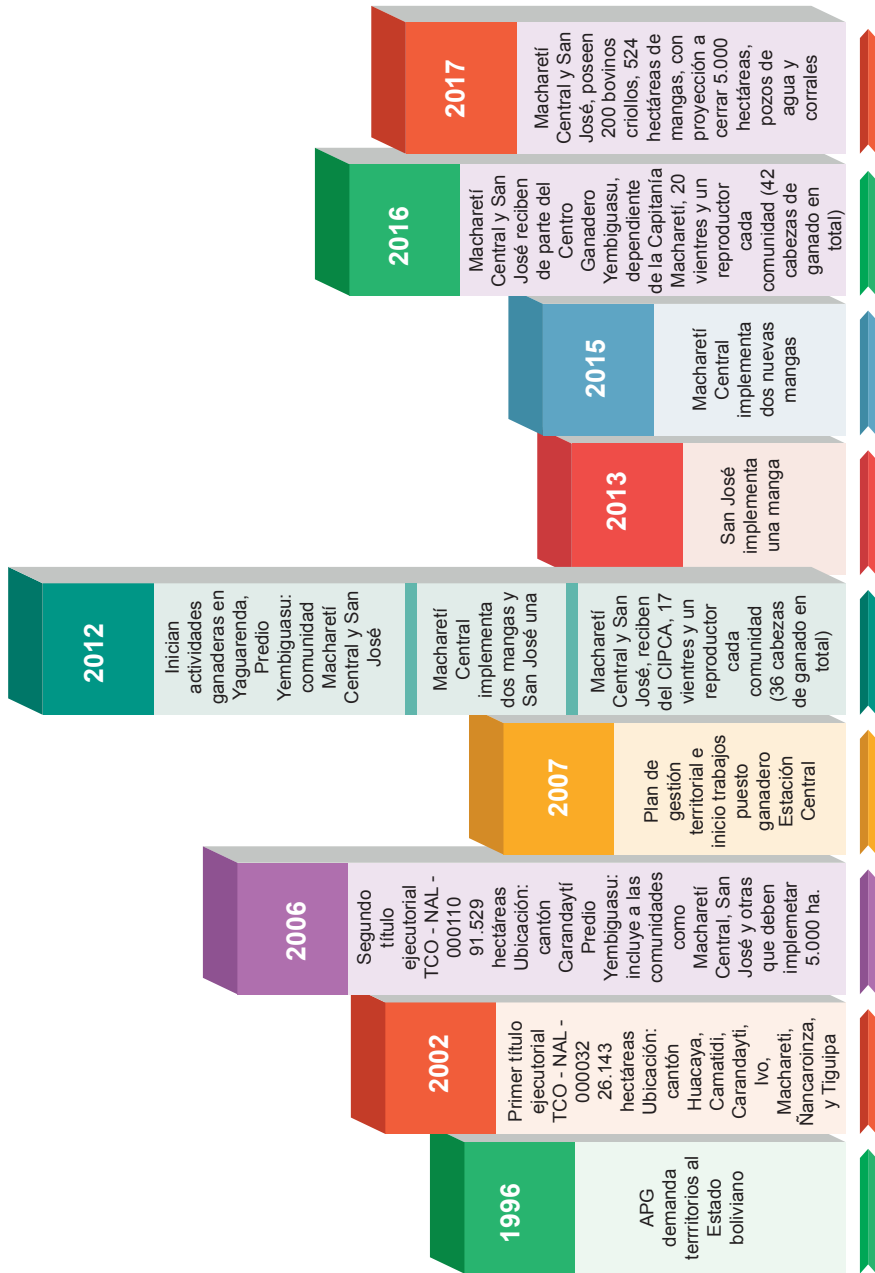 1996
APG
demanda
terrritorios al
Estado
boliviano
2002
Primer título
ejecutorial
TCO - NAL -
000032
26.143
hectáreas
Ubicación:
cantón
Huacaya,
Camatidi,
Carandayti,
Ivo,
Machareti,
Ñancaroinza,
y Tiguipa
2006
Segundo
título
ejecutorial
TCO - NAL -
000110
91.529
hectáreas
Ubicación:
cantón
Carandaytí
Predio
Yembiguasu:
incluye a las
comunidades
como
Macharetí
Central, San
José y otras
que deben
implemetar
5.000 ha.
2007
Plan de
gestión
territorial e
inicio trabajos
puesto
ganadero
Estación
Central
2012
Inician
actividades
ganaderas en
Yaguarenda,
Predio
Yembiguasu:
comunidad
Macharetí
Central y San
José
Macharetí
Central
implementa
dos mangas y
San José una
Macharetí
Central y San
José, reciben
del CIPCA, 17
vientres y un
reproductor
cada
comunidad
(36 cabezas
de ganado en
total)
2013
San José
implementa
una manga
2015
Macharetí
Central
implementa
dos nuevas
mangas
2016
Macharetí
Central y San
José reciben
de parte del
Centro
Ganadero
Yembiguasu,
dependiente
de la Capitanía
Macharetí, 20
vientres y un
reproductor
cada
comunidad (42
cabezas de
ganado en
total)
2017
Macharetí
Central y San
José, poseen
200 bovinos
criollos, 524
hectáreas de
mangas, con
proyección a
cerrar 5.000
hectáreas,
pozos de
agua y
corrales